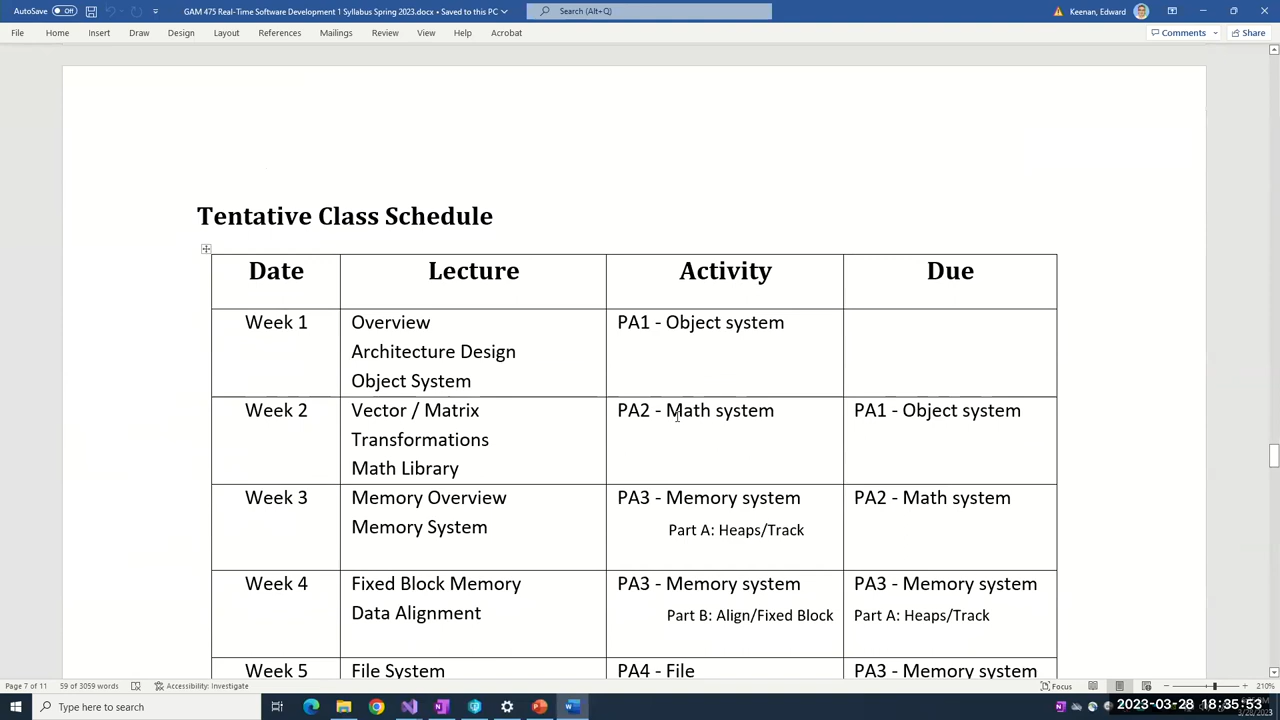 AutoSave Off GAM 475 Real-Time Software Development 1 Syllabus Spring 2023.docx • Saved to this PC Search (Alt+Q) Keenan, Edward
File Home Insert Draw Design Layout References Mailings Review View Help Acrobat Comments Share
Tentative Class Schedule
Date Lecture Activity Due
Week 1 Overview PA1 - Object system
Architecture Design
Object System
Week 2 Vector / Matrix PA2 - Math system PA1 - Object system
Transformations
Math Library
Week 3 Memory Overview PA3 - Memory system PA2 - Math system
Memory System Part A: Heaps/Track
Week 4 Fixed Block Memory PA3 - Memory system PA3 - Memory system
Data Alignment Part B: Align/Fixed Block Part A: Heaps/Track
Week 5 File System PA4 - File PA3 - Memory system
Page 7 of 11 59 of 3059 words Accessibility: Investigate Focus 210%
Type here to search 2023-03-28 18:35:53